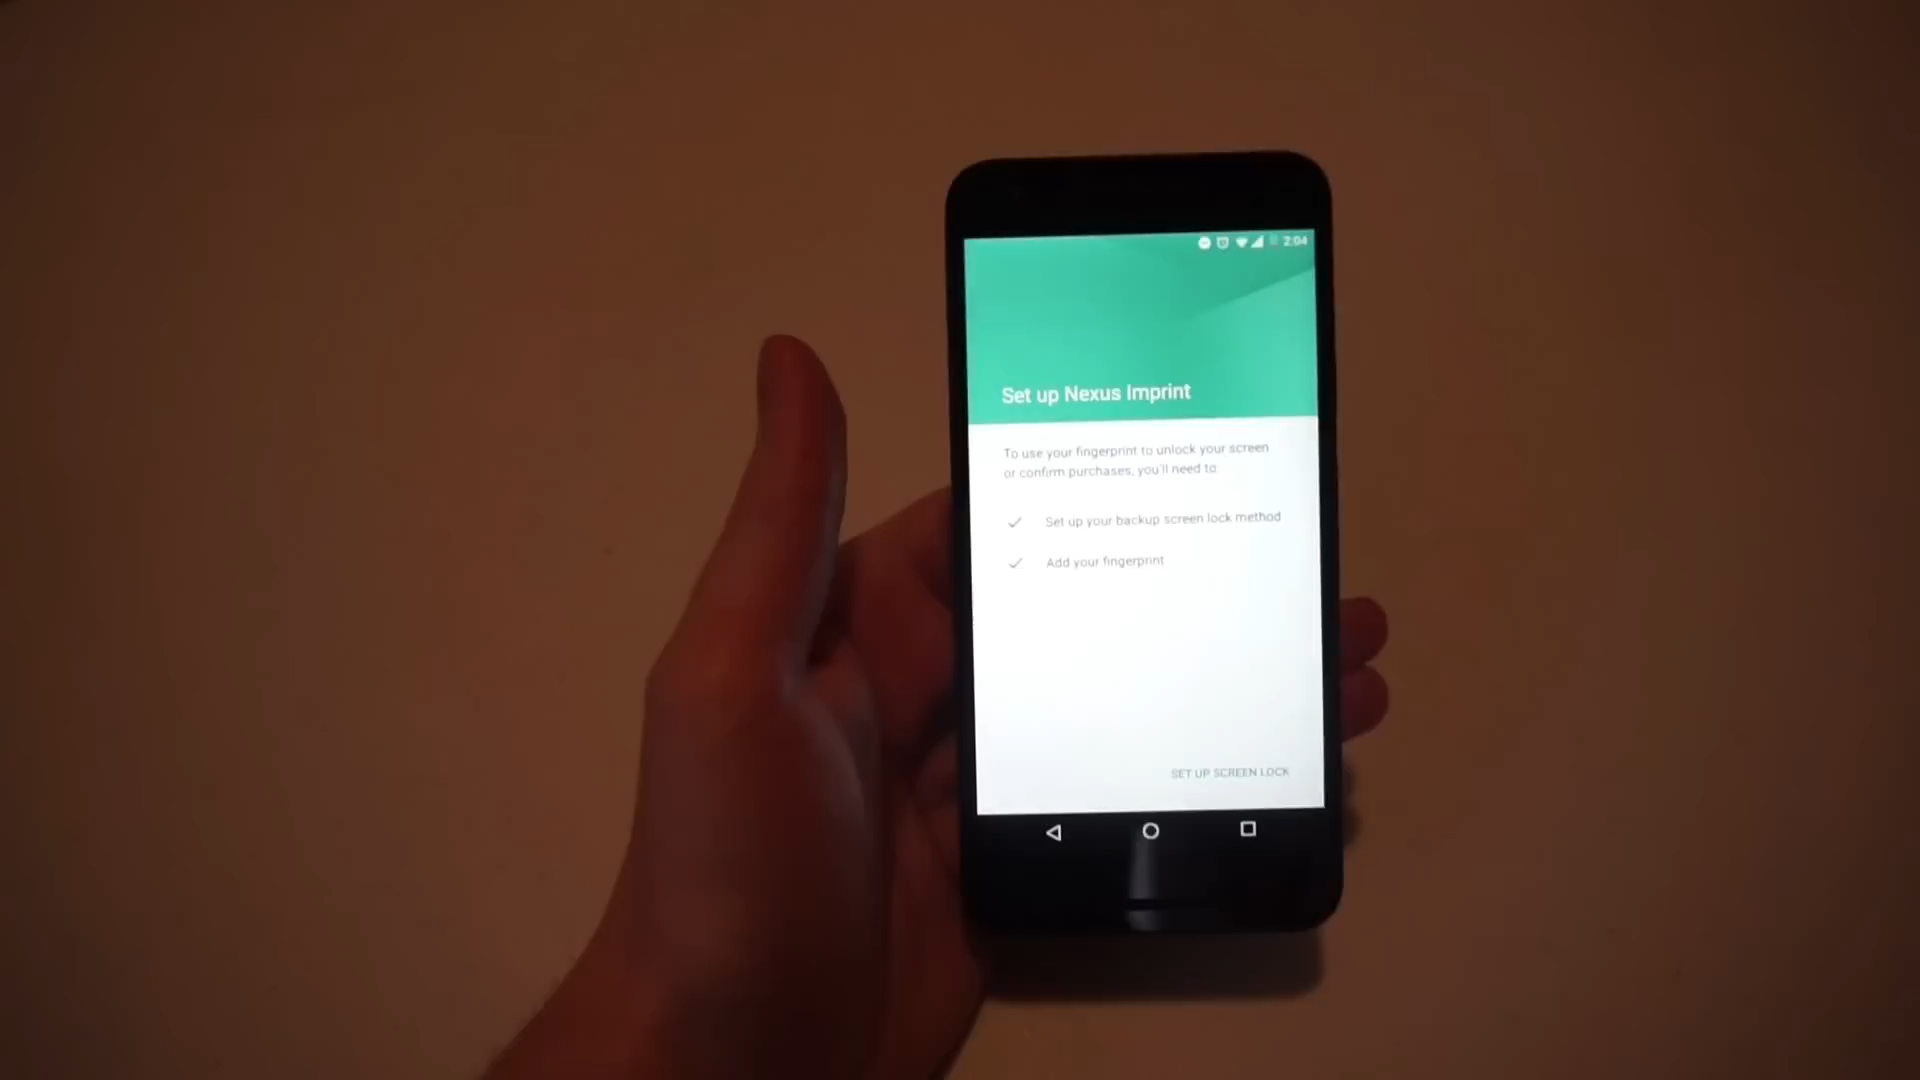 2:04
Set up Nexus Imprint
To use your fingerprint to unlock your screen
or confirm purchases, you'll need to:
Set up your backup screen lock method
Add your fingerprint
SET UP SCREEN LOCK